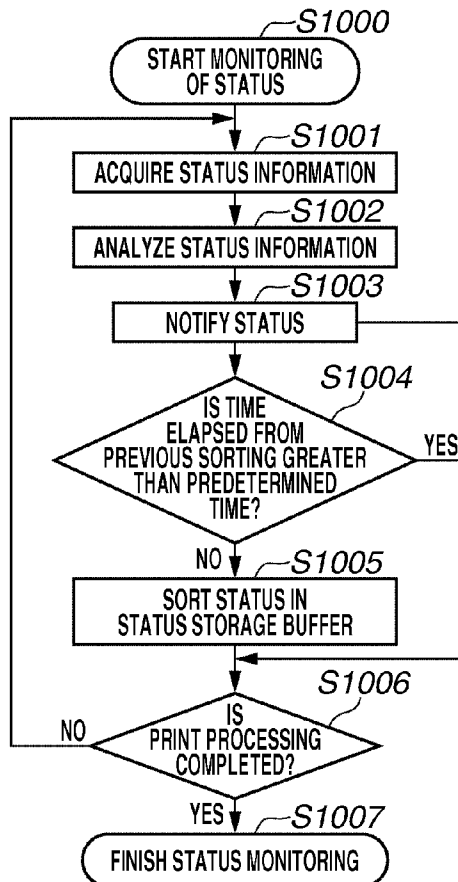 S1000
START MONITORING
OF STATUS
S1001
ACQUIRE STATUS INFORMATION
S1002
ANALYZE STATUS INFORMATION
S1003
NOTIFY STATUS
S1004
IS TIME
ELAPSED FROM
PREVIOUS SORTING GREATER
THAN PREDETERMINED
TIME?
YES
NO
S1005
SORT STATUS IN
STATUS STORAGE BUFFER
S1006
IS
PRINT PROCESSING
COMPLETED?
NO
YES
S1007
FINISH STATUS MONITORING